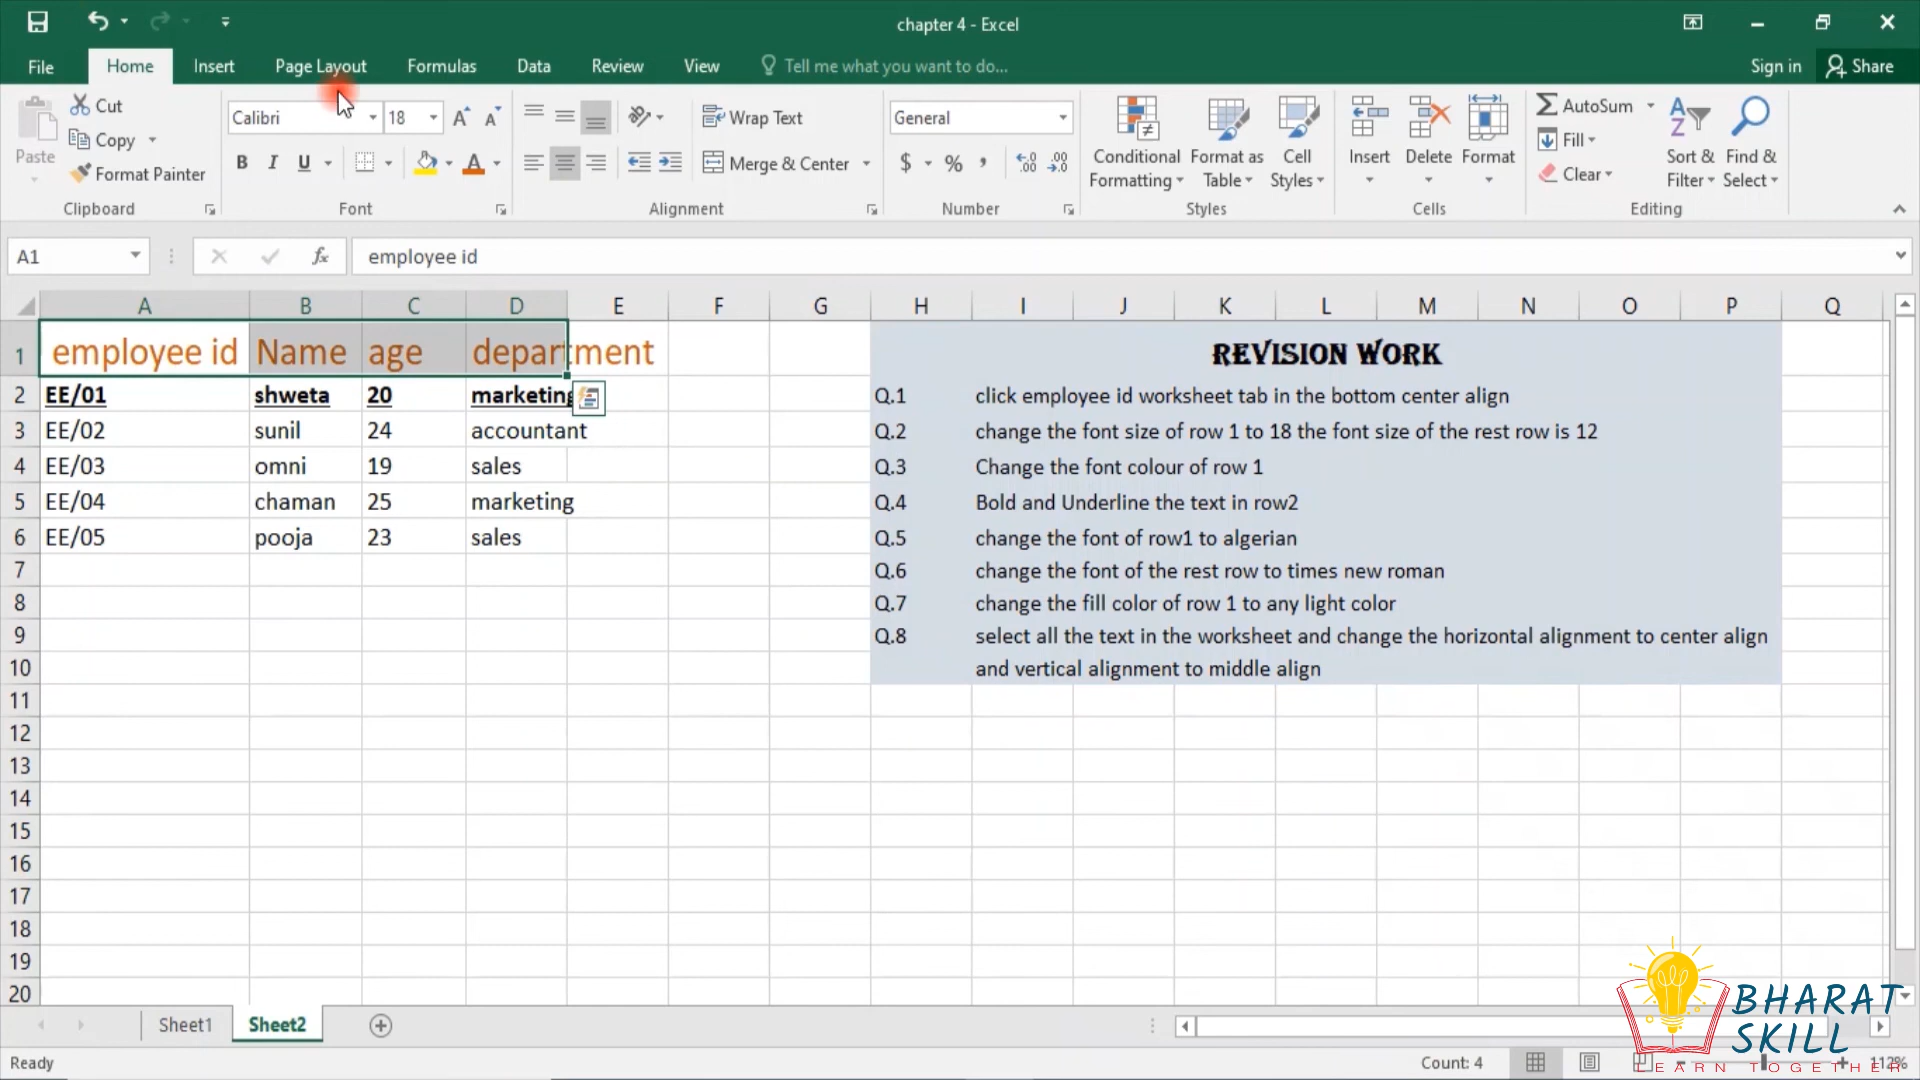 chapter 4 - Excel
File Home Insert Page Layout Formulas Data Review View Tell me what you want to do... Sign in Share
Paste Cut Copy Format Painter
Clipboard
Calibri 18
B I U A
Font
Wrap Text
Merge & Center
Alignment
General
$ % ,
Number
Conditional Formatting Format as Table Cell Styles
Styles
Insert Delete Format
Cells
AutoSum Fill Clear
Sort & Filter Find & Select
Editing
A1 fx employee id
A B C D E F G H I J K L M N O P Q
1 employee id Name age department REVISION WORK
2 EE/01 shweta 20 marketing Q.1 click employee id worksheet tab in the bottom center align
3 EE/02 sunil 24 accountant Q.2 change the font size of row 1 to 18 the font size of the rest row is 12
4 EE/03 omni 19 sales Q.3 Change the font colour of row 1
5 EE/04 chaman 25 marketing Q.4 Bold and Underline the text in row2
6 EE/05 pooja 23 sales Q.5 change the font of row1 to algerian
7 Q.6 change the font of the rest row to times new roman
8 Q.7 change the fill color of row 1 to any light color
9 Q.8 select all the text in the worksheet and change the horizontal alignment to center align
10 and vertical alignment to middle align
11
12
13
14
15
16
17
18
19
20
Sheet1 Sheet2
Ready Count: 4 112%
BHARAT
SKILL
LEARN TOGETHER